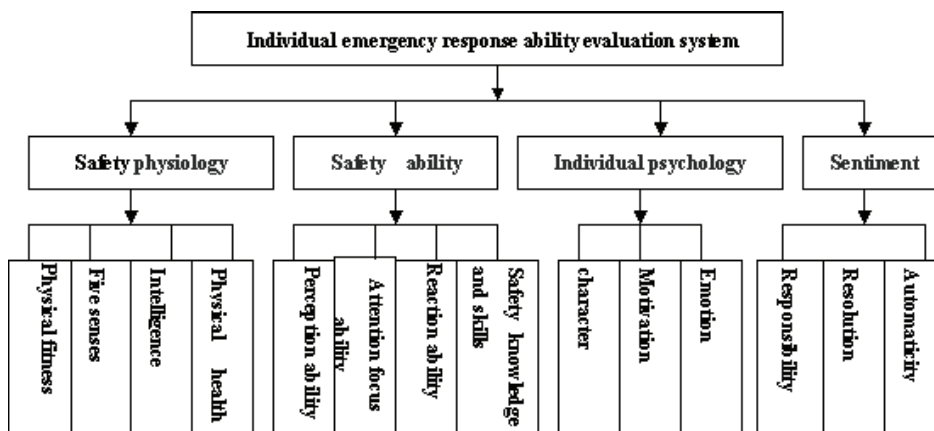 Individual emergency response ability evaluation system
Safety physiology
Safety ability
Individual psychology
Sentiment
Physical fitness
Five senses
Intelligence
Physical health
Perception ability
Attention focus
ability
Reaction ability
Safety knowledge
and skills
character
Motivation
Emotion
Responsibility
Resolution
Automaticity